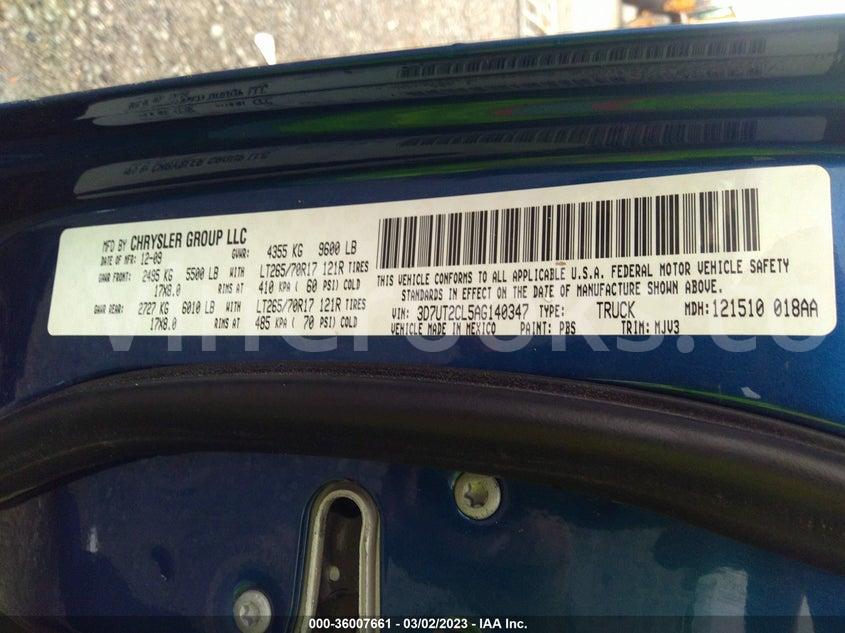 MFD BY CHRYSLER GROUP LLC
DATE OF MFR: 12-09 GVWR: 4355 KG 9600 LB
GAWR FRONT: 2495 KG 5500 LB WITH LT265/70R17 121R TIRES
17X8.0 RIMS AT 410 KPA ( 60 PSI) COLD
GAWR REAR: 2727 KG 6010 LB WITH LT265/70R17 121R TIRES
17X8.0 RIMS AT 485 KPA ( 70 PSI) COLD
THIS VEHICLE CONFORMS TO ALL APPLICABLE U.S.A. FEDERAL MOTOR VEHICLE SAFETY
STANDARDS IN EFFECT ON THE DATE OF MANUFACTURE SHOWN ABOVE.
VIN: 3D7UT2CL5AG140347 TYPE: TRUCK MDH: 121510 018AA
VEHICLE MADE IN MEXICO PAINT: PBS TRIM: MJV3
000-36007661 - 03/02/2023 - IAA Inc.